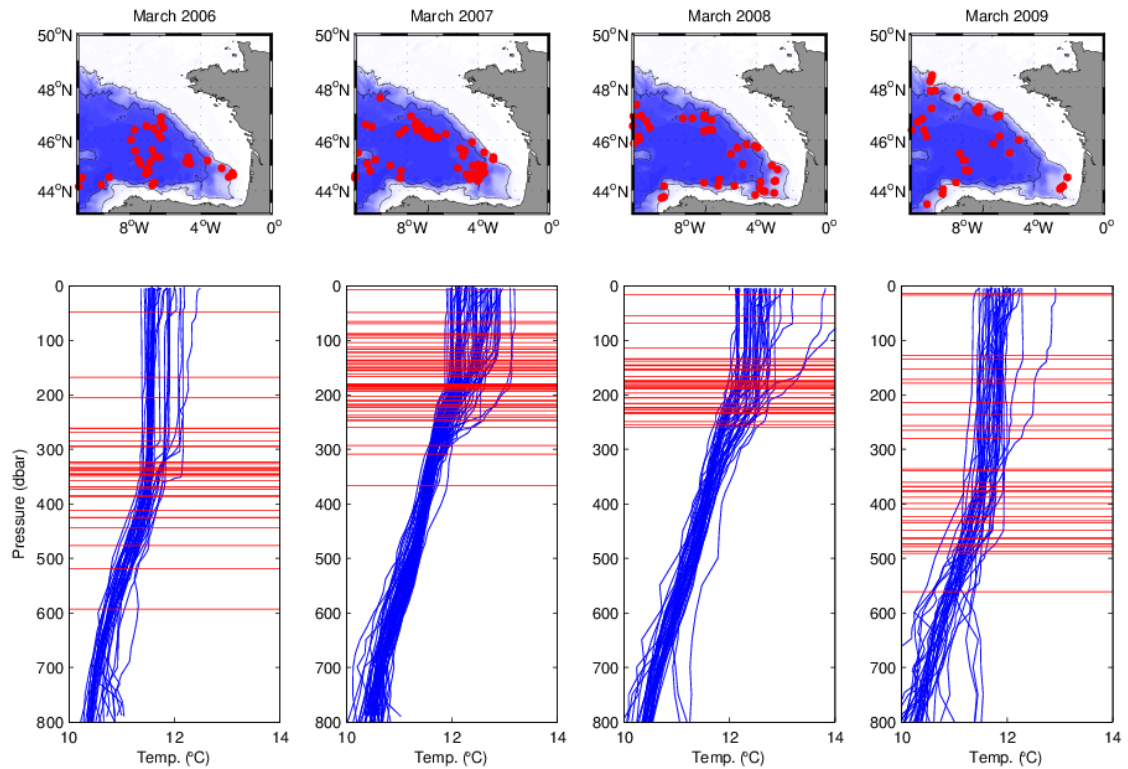 March 2006 March 2007 March 2008 March 2009
50°N 50°N 50°N 50°N
48°N 48°N 48°N 48°N
46°N 46°N 46°N 46°N
44°N 44°N 44°N 44°N
8°W 4°W 0° 8°W 4°W 0° 8°W 4°W 0° 8°W 4°W 0°
0 0 0 0
100 100 100 100
200 200 200 200
300 300 300 300
400 400 400 400
500 500 500 500
600 600 600 600
700 700 700 700
800 800 800 800
Pressure (dbar)
10 12 14 10 12 14 10 12 14 10 12 14
Temp. (ºC) Temp. (ºC) Temp. (ºC) Temp. (ºC)